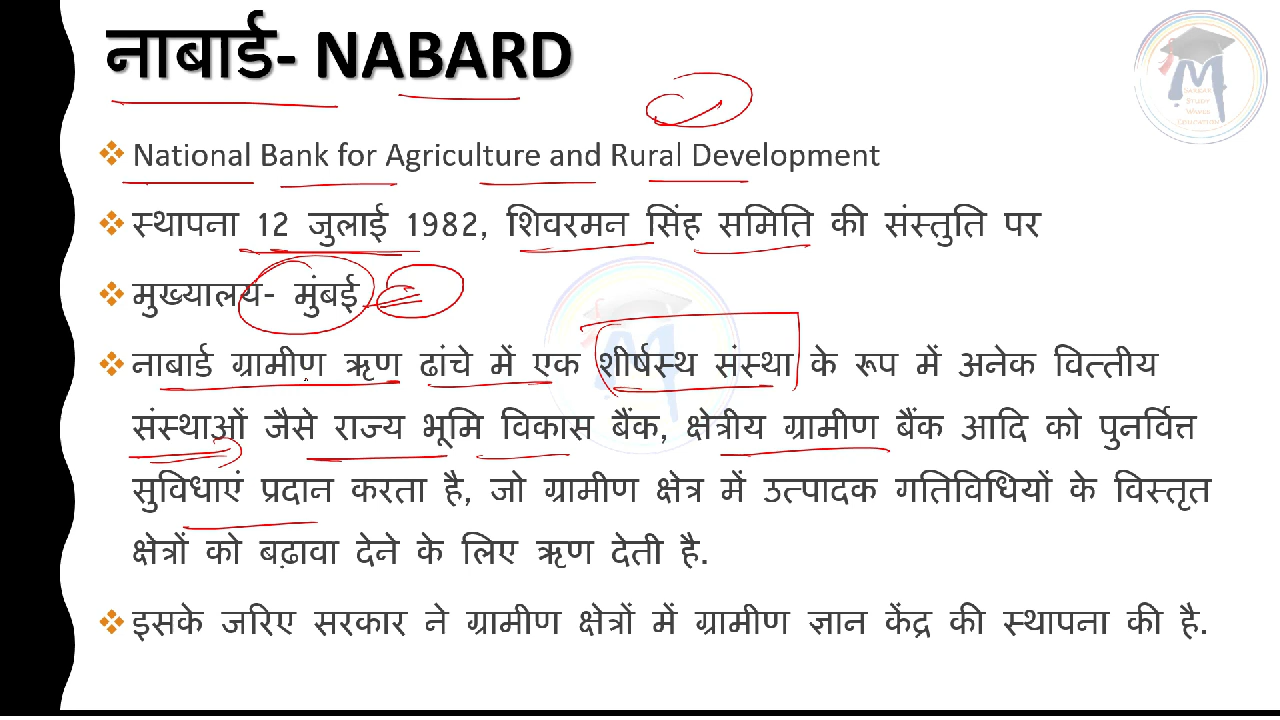 नाबार्ड- NABARD
National Bank for Agriculture and Rural Development
स्थापना 12 जुलाई 1982, शिवरमन सिंह समिति की संस्तुति पर
मुख्यालय- मुंबई
नाबार्ड ग्रामीण ऋण ढांचे में एक शीर्षस्थ संस्था के रूप में अनेक वित्तीय
संस्थाओं जैसे राज्य भूमि विकास बैंक, क्षेत्रीय ग्रामीण बैंक आदि को पुनर्वित्त
सुविधाएं प्रदान करता है, जो ग्रामीण क्षेत्र में उत्पादक गतिविधियों के विस्तृत
क्षेत्रों को बढ़ावा देने के लिए ऋण देती है.
इसके जरिए सरकार ने ग्रामीण क्षेत्रों में ग्रामीण ज्ञान केंद्र की स्थापना की है.